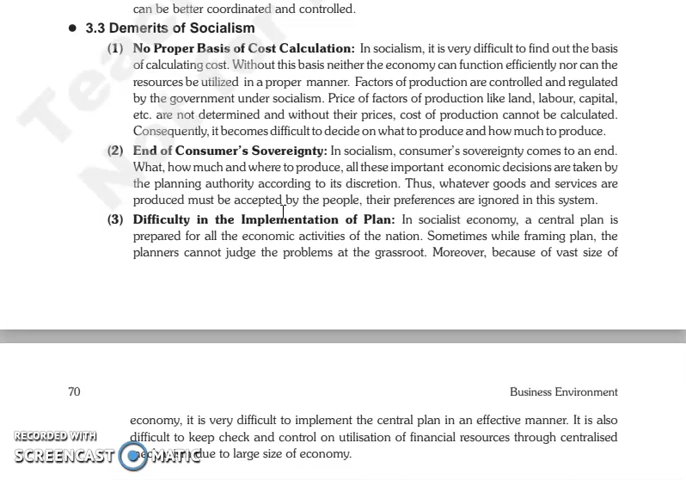 can be better coordinated and controlled.
● 3.3 Demerits of Socialism
(1) No Proper Basis of Cost Calculation: In socialism, it is very difficult to find out the basis
of calculating cost. Without this basis neither the economy can function efficiently nor can the
resources be utilized in a proper manner. Factors of production are controlled and regulated
by the government under socialism. Price of factors of production like land, labour, capital,
etc. are not determined and without their prices, cost of production cannot be calculated.
Consequently, it becomes difficult to decide on what to produce and how much to produce.
(2) End of Consumer's Sovereignty: In socialism, consumer's sovereignty comes to an end.
What, how much and where to produce, all these important economic decisions are taken by
the planning authority according to its discretion. Thus, whatever goods and services are
produced must be accepted by the people, their preferences are ignored in this system.
(3) Difficulty in the Implementation of Plan: In socialist economy, a central plan is
prepared for all the economic activities of the nation. Sometimes while framing plan, the
planners cannot judge the problems at the grassroot. Moreover, because of vast size of
70 Business Environment
economy, it is very difficult to implement the central plan in an effective manner. It is also
difficult to keep check and control on utilisation of financial resources through centralised
due to large size of economy.
RECORDED WITH
SCREENCAST MATIC